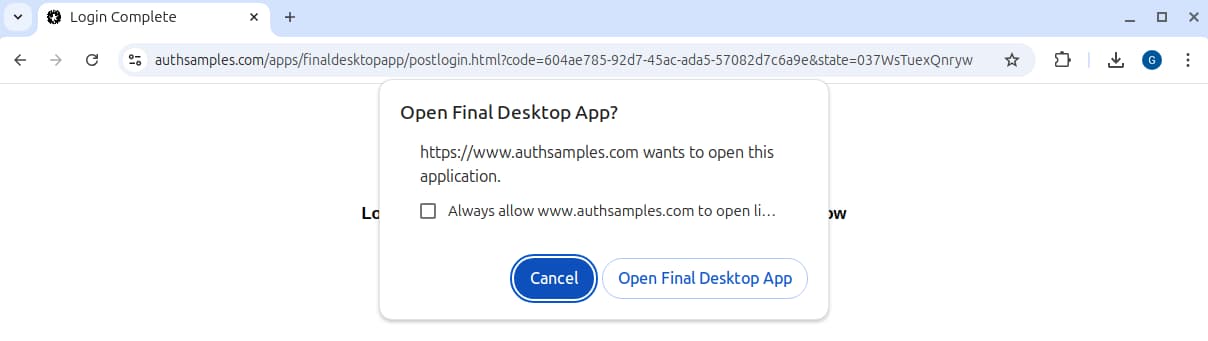 Login Complete
authsamples.com/apps/finaldesktopapp/postlogin.html?code=604ae785-92d7-45ac-ada5-57082d7c6a9e&state=037WsTuexQnryw
G
Open Final Desktop App?
https://www.authsamples.com wants to open this
application.
Lo
Always allow www.authsamples.com to open li…
ow
Cancel
Open Final Desktop App